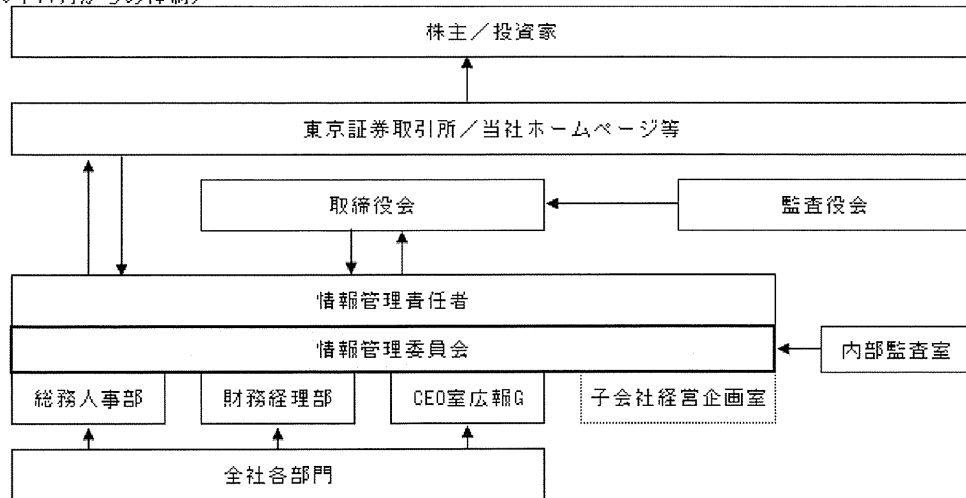 株主／投資家
東京証券取引所／当社ホームページ等
取締役会
監査役会
情報管理責任者
情報管理委員会
内部監査室
総務人事部
財務経理部
CEO室広報G
子会社経営企画室
全社各部門